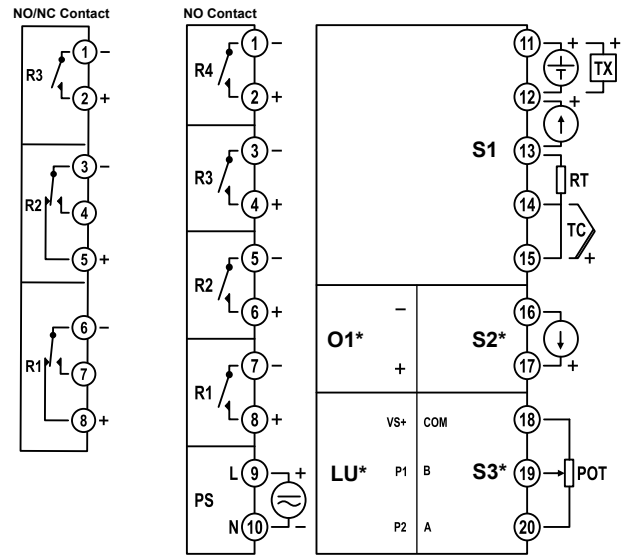 NO/NC Contact
R3
1 −
2 +
R2
3 −
4
5 +
R1
6 −
7
8 +
NO Contact
R4
1 −
2 +
R3
3 −
4 +
R2
5 −
6 +
R1
7 −
8 +
PS
L 9 +
N 10 −
S1
11 + +
TX
12 +
13
RT
14
TC
15 +
O1* −
+
S2*
16
17 +
LU*
VS+ COM
P1 B
P2 A
S3*
18
19 POT
20